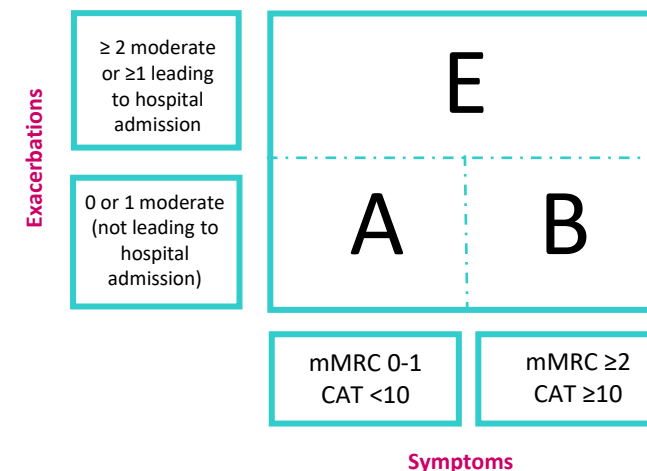 Exacerbations
≥ 2 moderate
or ≥1 leading
to hospital
admission
E
0 or 1 moderate
(not leading to
hospital
admission)
A
B
mMRC 0-1
CAT <10
mMRC ≥2
CAT ≥10
Symptoms